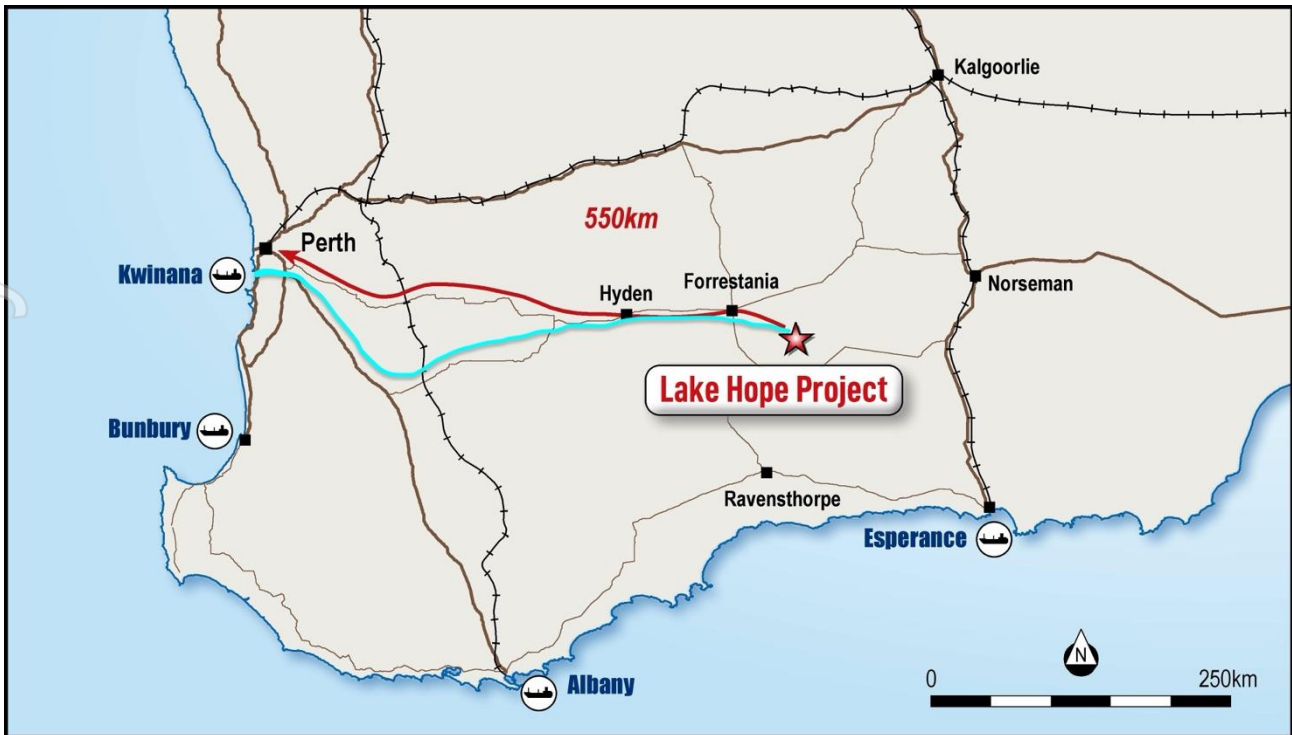 Kalgoorlie
550km
Perth
Kwinana
Forrestania
Hyden
Norseman
Lake Hope Project
Bunbury
Ravensthorpe
Esperance
Albany
N
0 250km